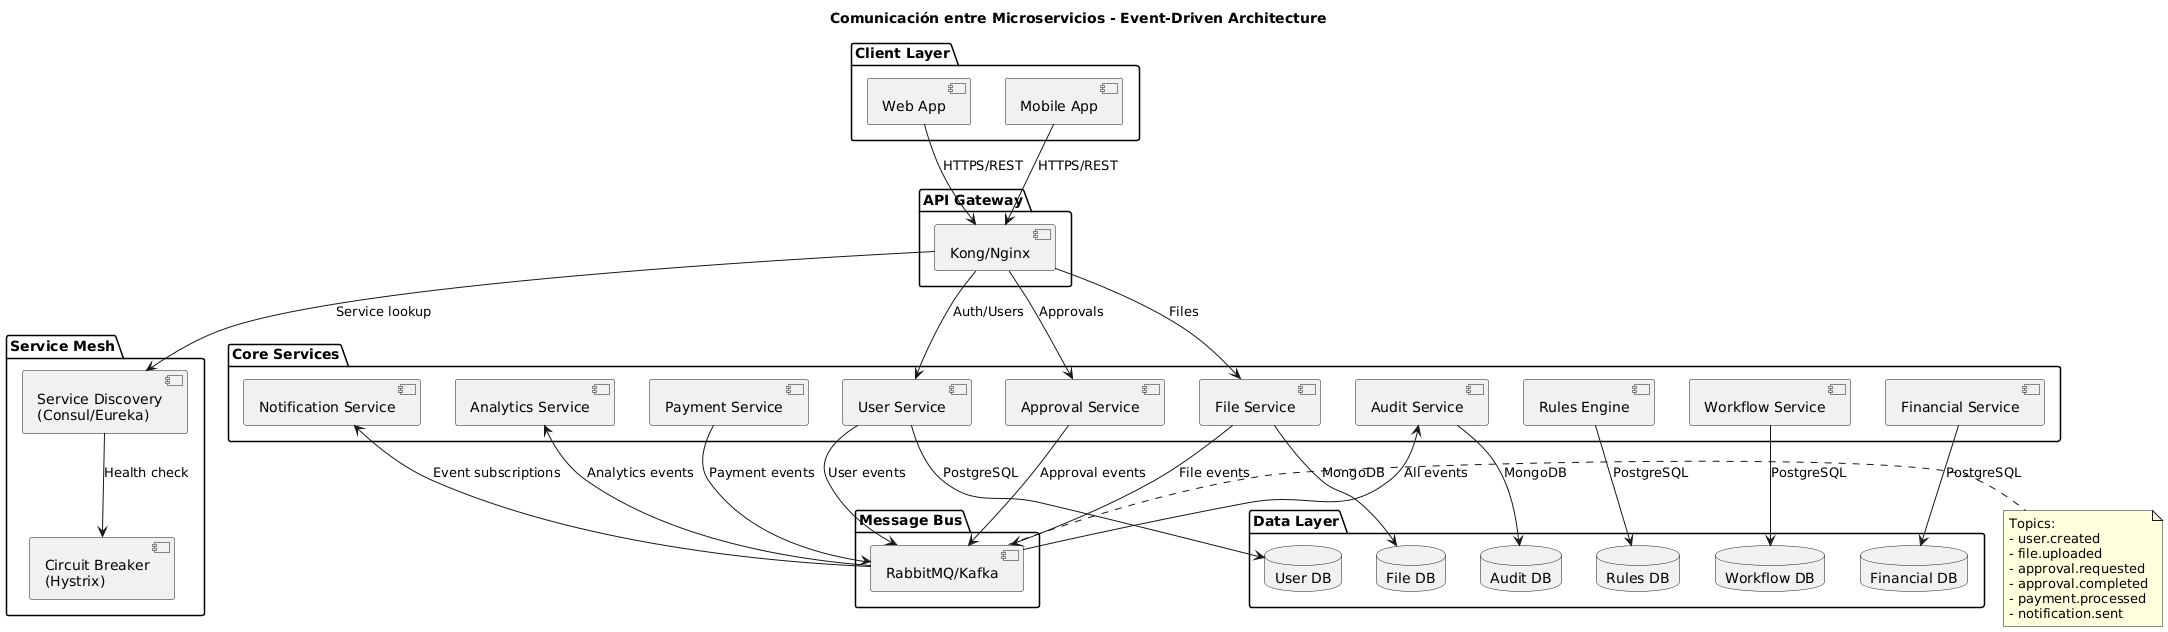 Comunicación entre Microservicios - Event-Driven Architecture
Client Layer
Web App
Mobile App
HTTPS/REST
HTTPS/REST
API Gateway
Kong/Nginx
Service lookup
Auth/Users
Approvals
Files
Service Mesh
Service Discovery
(Consul/Eureka)
Health check
Circuit Breaker
(Hystrix)
Core Services
Notification Service
Analytics Service
Payment Service
User Service
Approval Service
File Service
Audit Service
Rules Engine
Workflow Service
Financial Service
Event subscriptions
Analytics events
Payment events
User events
PostgreSQL
Approval events
File events
MongoDB
All events
MongoDB
PostgreSQL
PostgreSQL
PostgreSQL
Message Bus
RabbitMQ/Kafka
Data Layer
User DB
File DB
Audit DB
Rules DB
Workflow DB
Financial DB
Topics:
- user.created
- file.uploaded
- approval.requested
- approval.completed
- payment.processed
- notification.sent